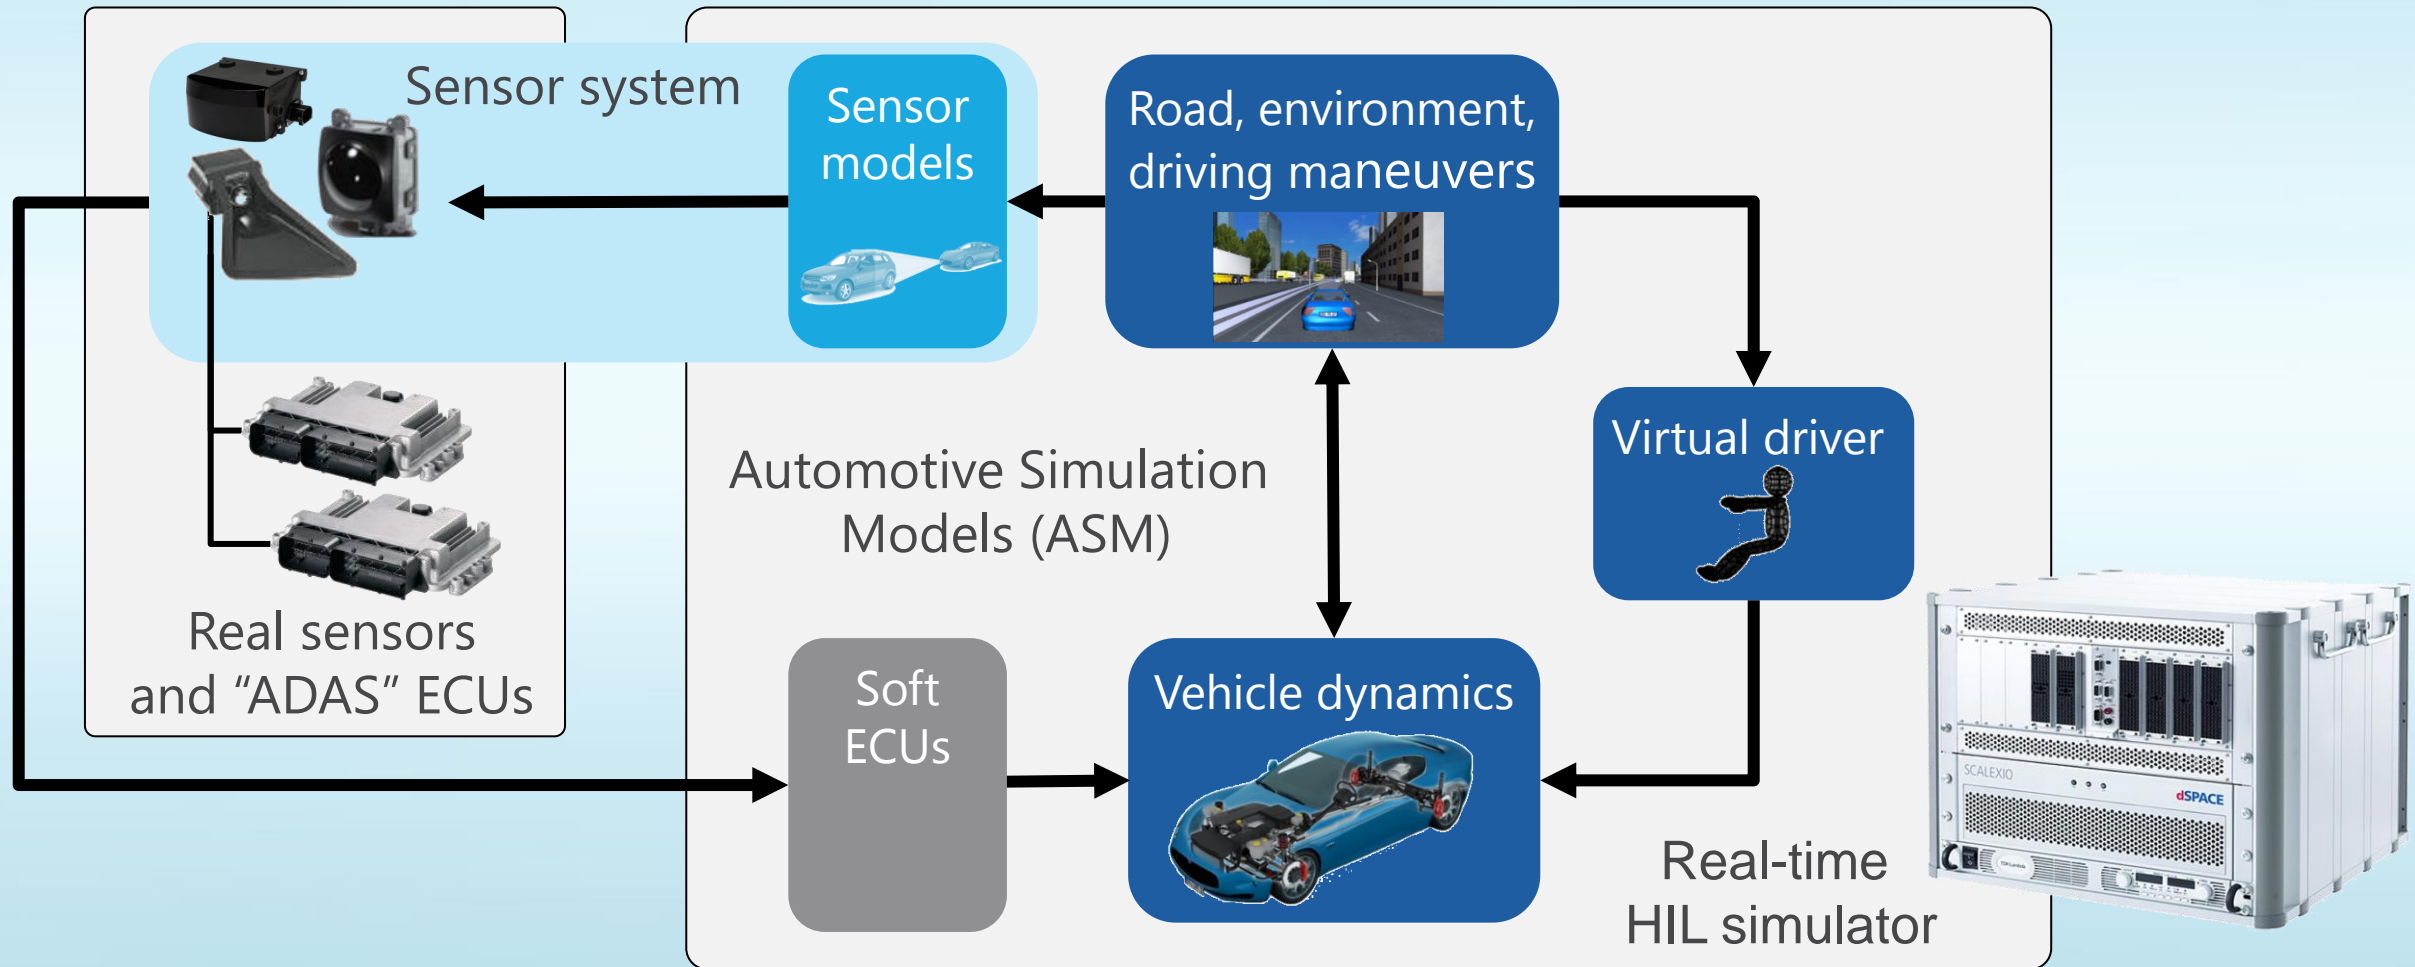 Sensor system
Sensor
models
Road, environment,
driving maneuvers
Virtual driver
Automotive Simulation
Models (ASM)
Real sensors
and “ADAS” ECUs
Soft
ECUs
Vehicle dynamics
Real-time
HIL simulator
SCALEXIO
dSPACE